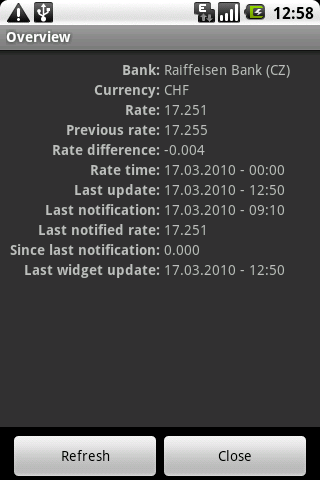 E
12:58
Overview
Bank: Raiffeisen Bank (CZ)
Currency: CHF
Rate: 17.251
Previous rate: 17.255
Rate difference: -0.004
Rate time: 17.03.2010 - 00:00
Last update: 17.03.2010 - 12:50
Last notification: 17.03.2010 - 09:10
Last notified rate: 17.251
Since last notification: 0.000
Last widget update: 17.03.2010 - 12:50
Refresh Close